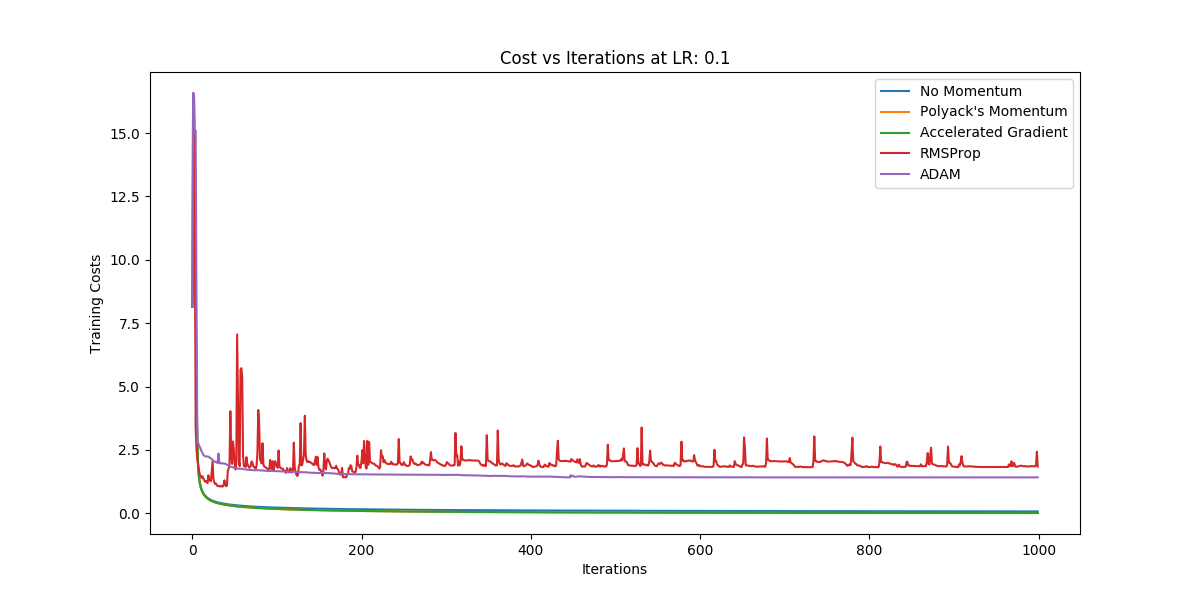 Cost vs Iterations at LR: 0.1
No Momentum
Polyack's Momentum
Accelerated Gradient
RMSProp
ADAM
Training Costs
15.0
12.5
10.0
7.5
5.0
2.5
0.0
0 200 400 600 800 1000
Iterations